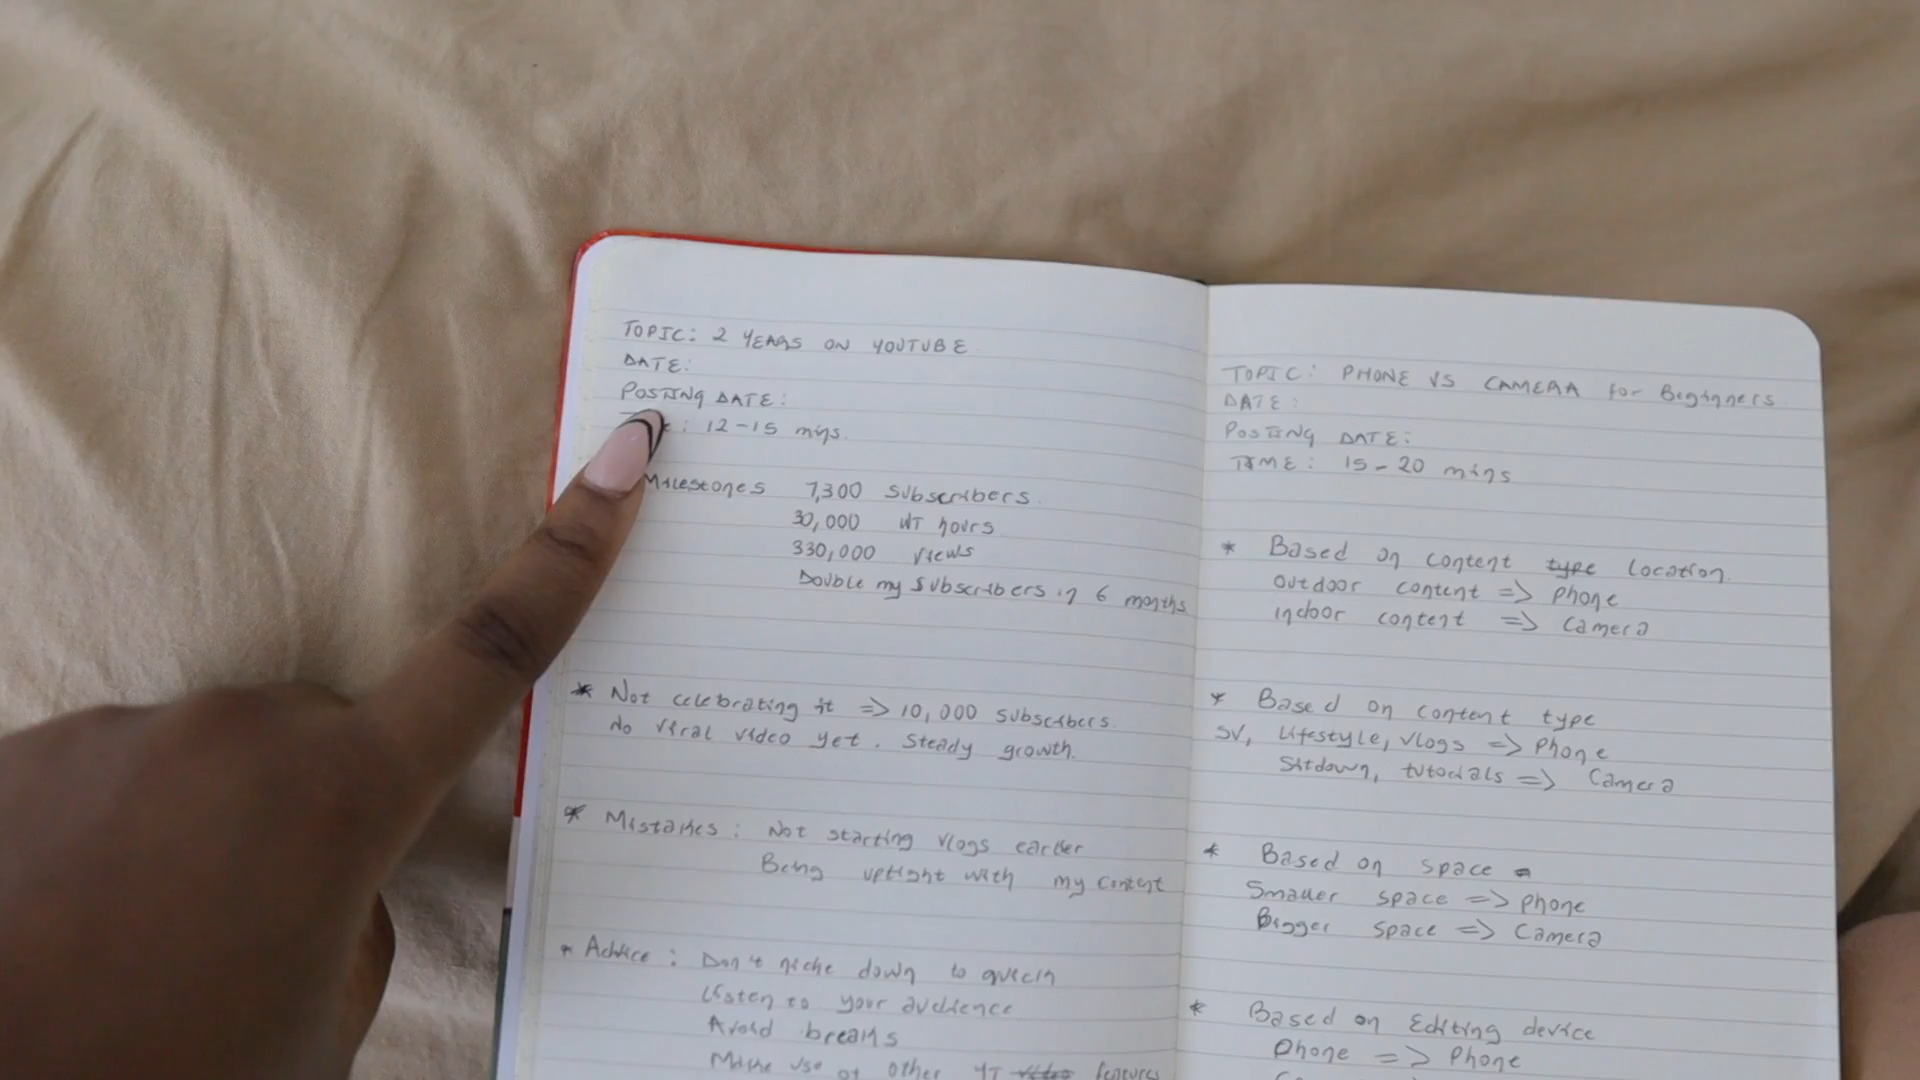 TOPIC: 2 YEARS ON YOUTUBE
DATE:
POSTING DATE:
: 12-15 mins.
Milestones 7,300 Subscribers.
30,000 WT hours
330,000 views
Double my Subscribers in 6 months
* Not celebrating it => 10,000 subscribers.
No viral video yet. Steady growth.
* Mistakes: Not starting vlogs earlier
Being uptight with my content
* Advice: Don't niche down to quickly
Listen to your audience
Avoid breaks
Make use of other YT features
TOPIC: PHONE VS CAMERA for Beginners
DATE:
POSTING DATE:
TIME: 15-20 mins
* Based on content type location.
outdoor content => phone
indoor content => camera
* Based on content type
SV, Lifestyle, vlogs => phone
Sitdown, tutorials => Camera
* Based on space
Smaller space => phone
Bigger space => Camera
* Based on Editing device
phone => phone